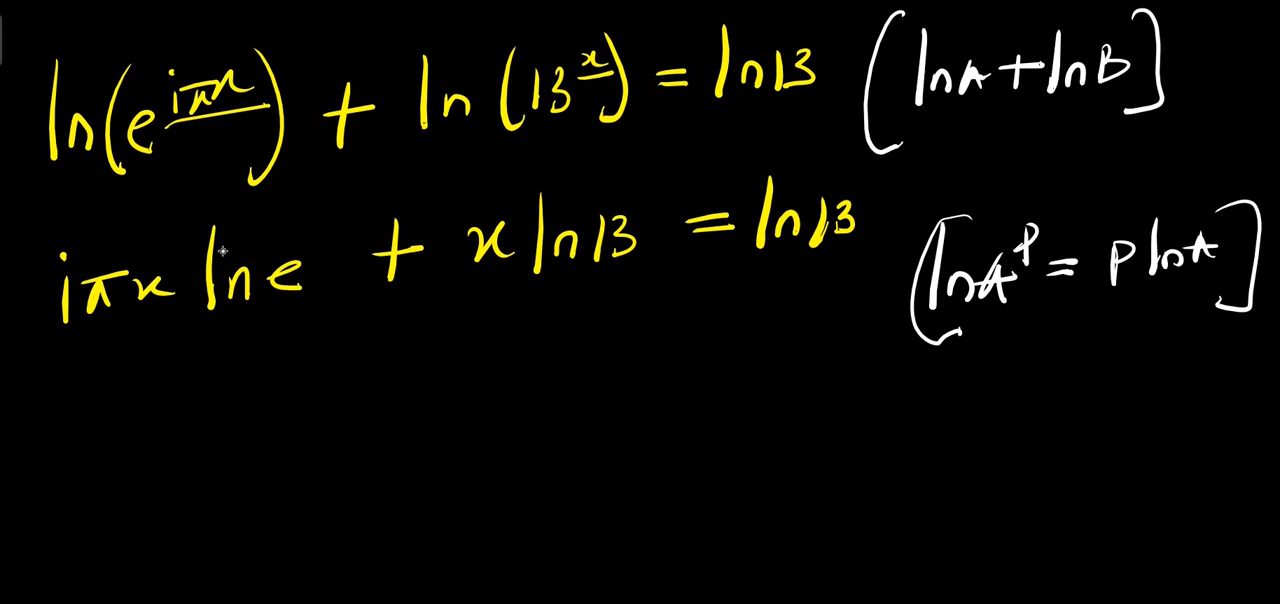 ln(e^{iπx}) + ln(13^x) = ln13 [lnA + lnB]
iπx lne + x ln13 = ln13 [lnA^P = P lnA]